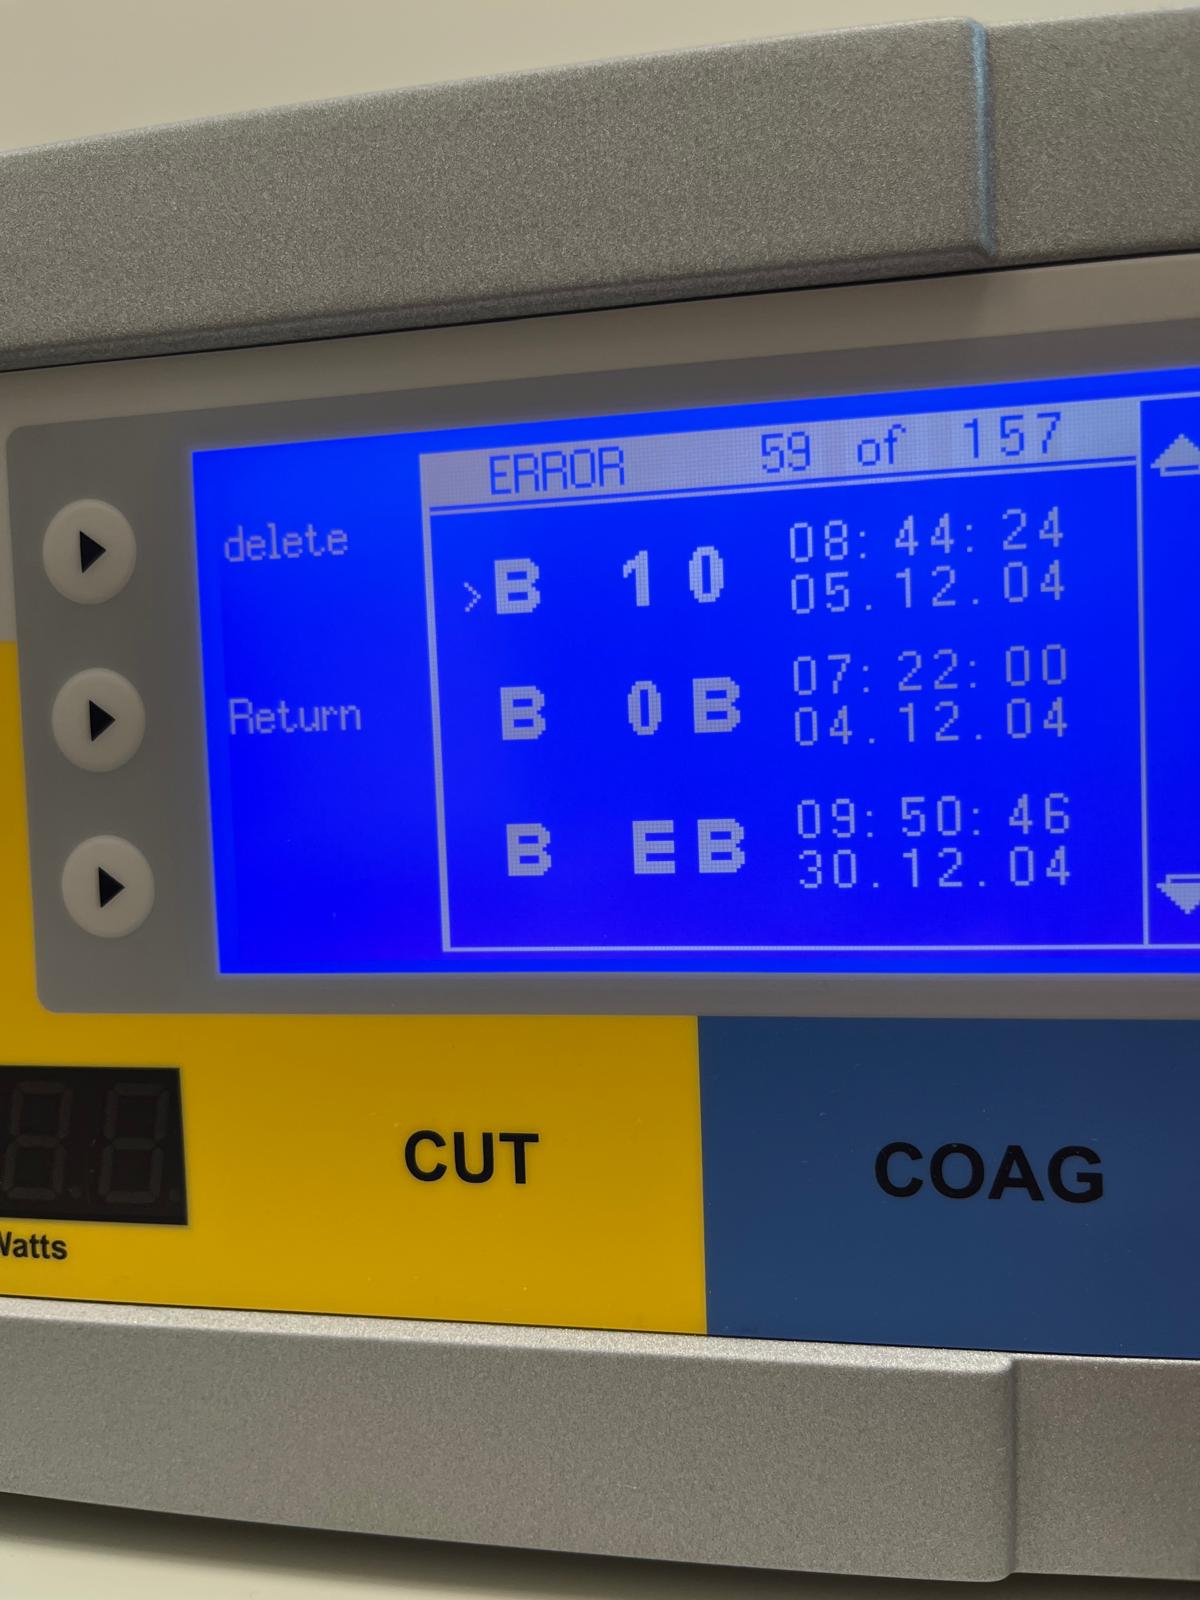 ERROR 59 of 157
delete
>B 10 08:44:24
05.12.04
B 0B 07:22:00
04.12.04
Return
B EB 09:50:46
30.12.04
CUT
COAG
Watts